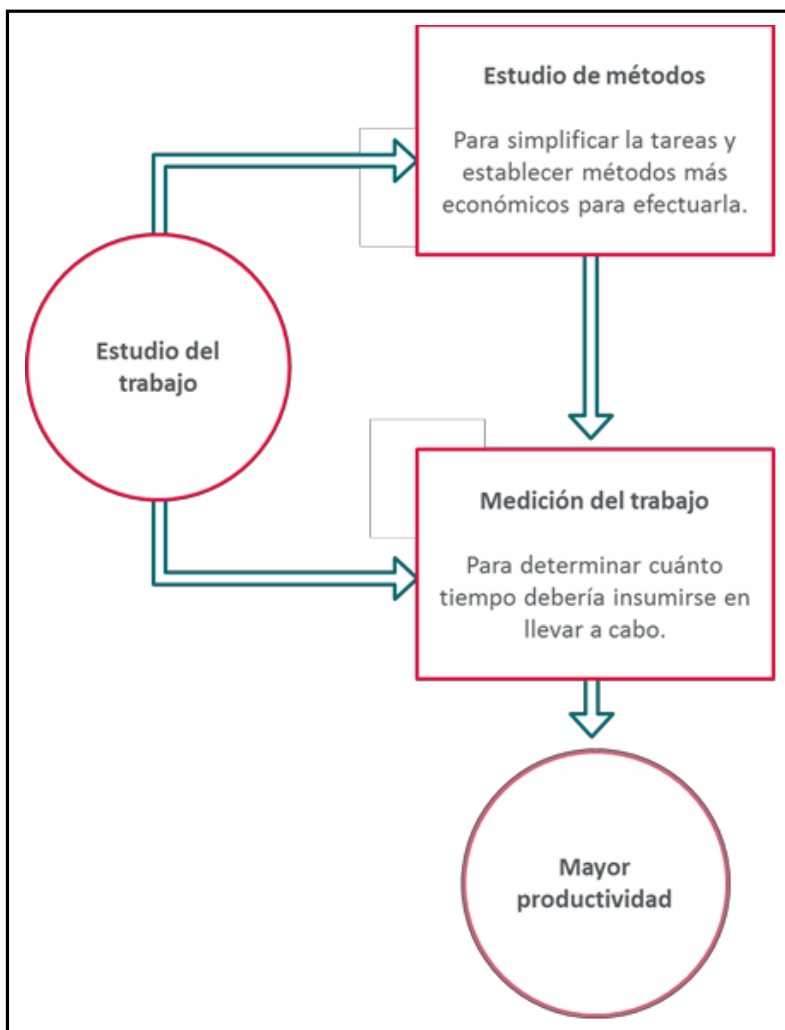 Estudio de métodos
Para simplificar la tareas y
establecer métodos más
económicos para efectuarla.
Estudio del
trabajo
Medición del trabajo
Para determinar cuánto
tiempo debería insumirse en
llevar a cabo.
Mayor
productividad